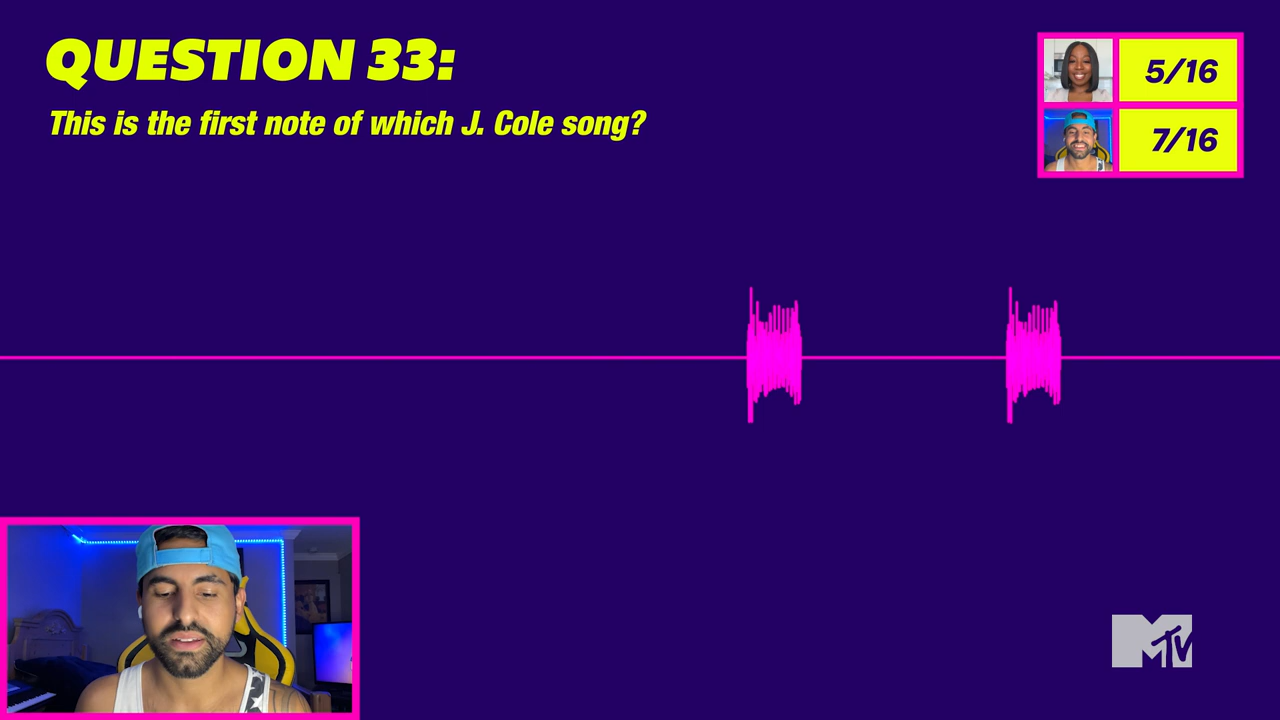 QUESTION 33:
This is the first note of which J. Cole song?
5/16
7/16
MTV